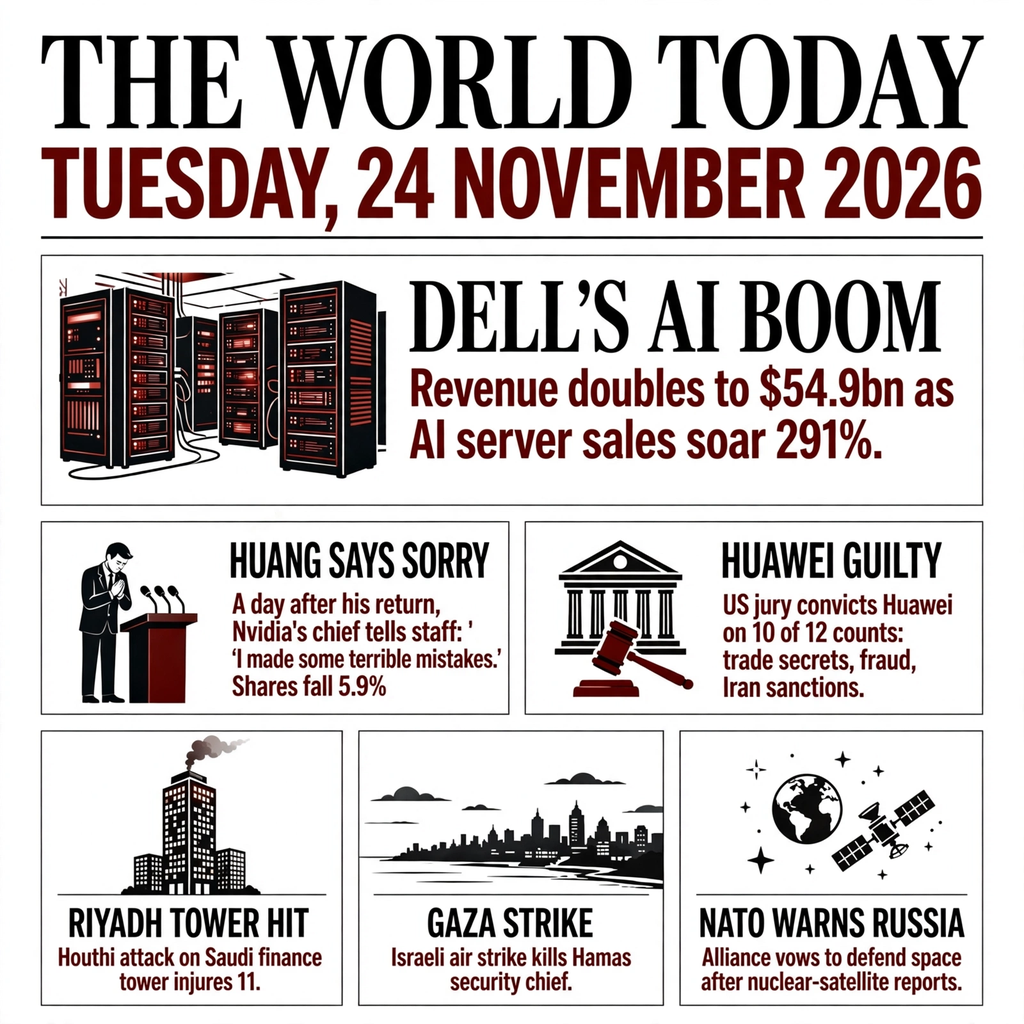 THE WORLD TODAY
TUESDAY, 24 NOVEMBER 2026
DELL'S AI BOOM
Revenue doubles to $54.9bn as
AI server sales soar 291%.
HUANG SAYS SORRY
A day after his return,
Nvidia's chief tells staff: '
'I made some terrible mistakes.'
Shares fall 5.9%
HUAWEI GUILTY
US jury convicts Huawei
on 10 of 12 counts:
trade secrets, fraud,
Iran sanctions.
RIYADH TOWER HIT
Houthi attack on Saudi finance
tower injures 11.
GAZA STRIKE
Israeli air strike kills Hamas
security chief.
NATO WARNS RUSSIA
Alliance vows to defend space
after nuclear-satellite reports.